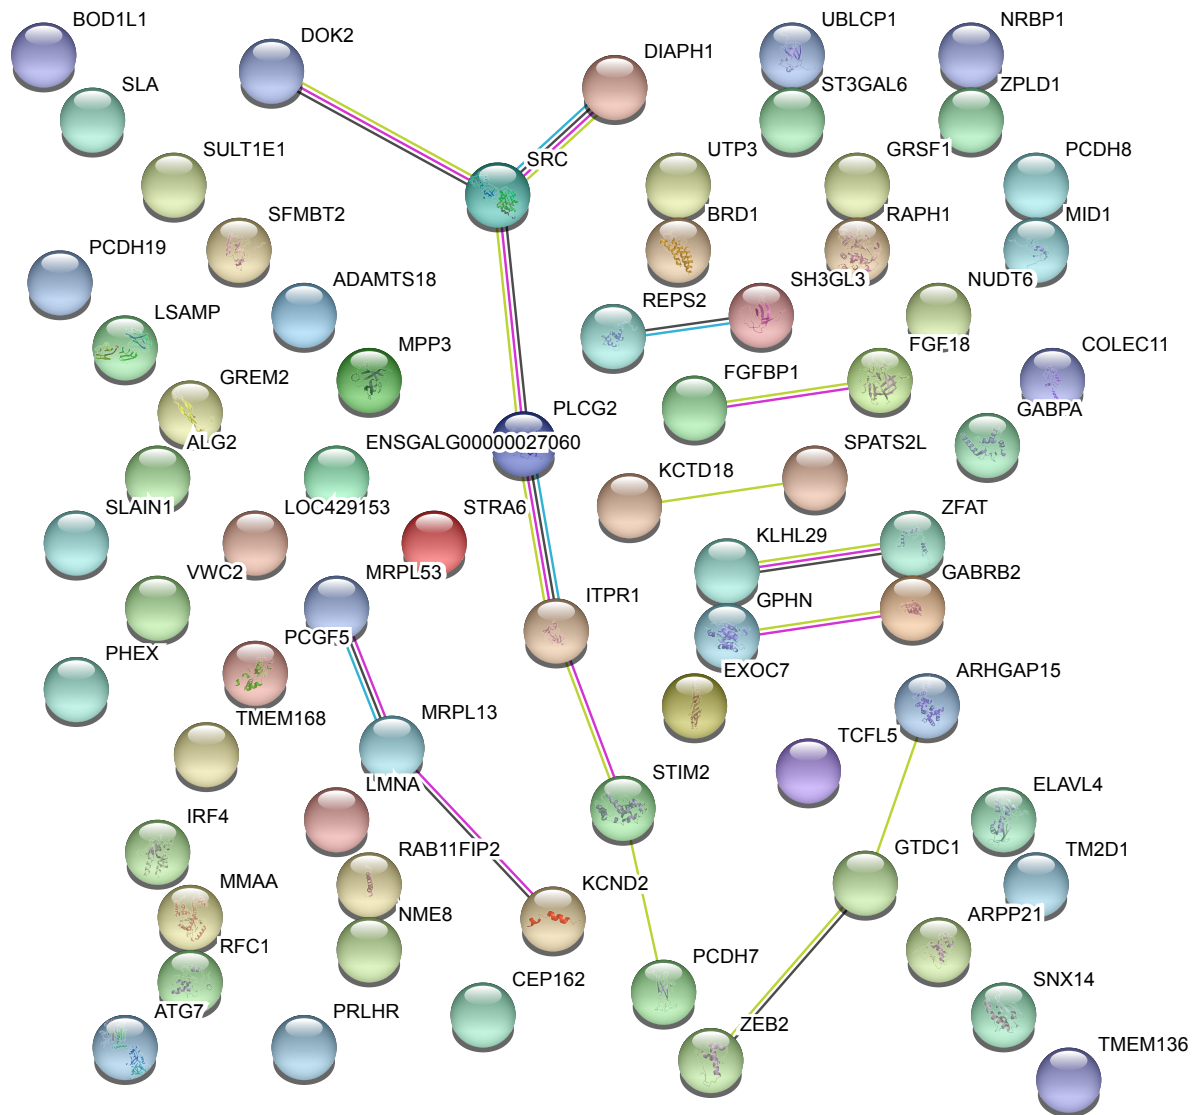 BOD1L1
UBLCP1
NRBP1
DOK2
DIAPH1
SLA
ST3GAL6
ZPLD1
SULT1E1
SRC
UTP3
GRSF1
PCDH8
SFMBT2
BRD1
RAPH1
MID1
PCDH19
ADAMTS18
REPS2
SH3GL3
NUDT6
LSAMP
MPP3
FGF18
COLEC11
GREM2
FGFBP1
PLCG2
GABPA
ALG2
ENSGALG00000027060
SPATS2L
KCTD18
SLAIN1
LOC429153
STRA6
ZFAT
KLHL29
VWC2
MRPL53
GABRB2
ITPR1
GPHN
PCGF5
PHEX
EXOC7
ARHGAP15
TMEM168
MRPL13
TCFL5
STIM2
LMNA
ELAVL4
IRF4
GTDC1
RAB11FIP2
TM2D1
MMAA
KCND2
NME8
ARPP21
RFC1
PCDH7
CEP162
SNX14
ATG7
PRLHR
ZEB2
TMEM136